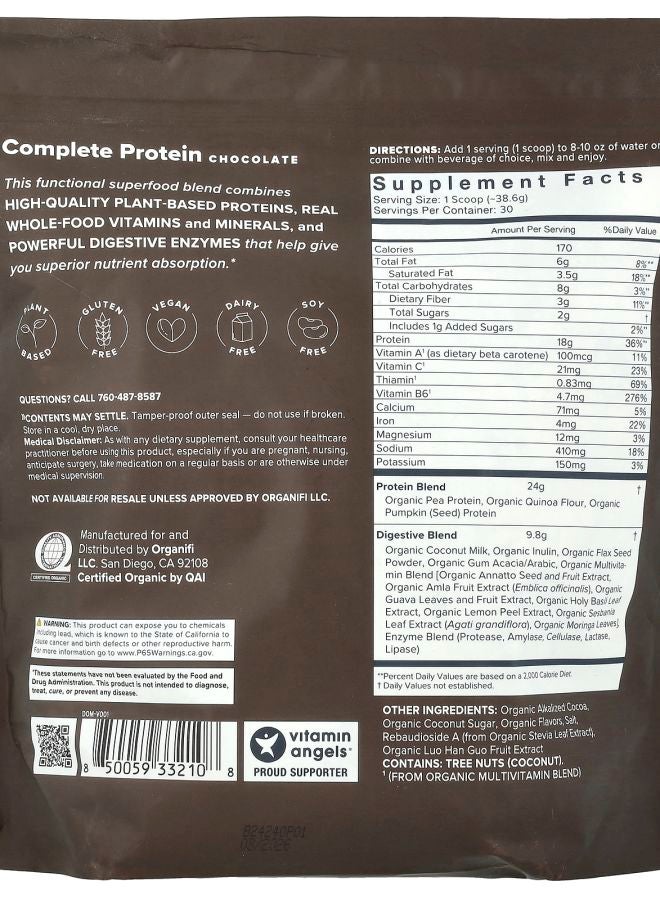 Complete Protein CHOCOLATE
This functional superfood blend combines
HIGH-QUALITY PLANT-BASED PROTEINS, REAL
WHOLE-FOOD VITAMINS and MINERALS, and
POWERFUL DIGESTIVE ENZYMES that help give
you superior nutrient absorption.*
PLANT BASED
GLUTEN FREE
VEGAN
DAIRY FREE
SOY FREE
QUESTIONS? CALL 760-487-8587
CONTENTS MAY SETTLE. Tamper-proof outer seal — do not use if broken.
Store in a cool, dry place.
Medical Disclaimer: As with any dietary supplement, consult your healthcare
practitioner before using this product, especially if you are pregnant, nursing,
anticipate surgery, take medication on a regular basis or are otherwise under
medical supervision.
NOT AVAILABLE FOR RESALE UNLESS APPROVED BY ORGANIFI LLC.
CERTIFIED ORGANIC
Manufactured for and
Distributed by Organifi
LLC. San Diego, CA 92108
Certified Organic by QAI
WARNING: This product can expose you to chemicals
including lead, which is known to the State of California to
cause cancer and birth defects or other reproductive harm.
For more information go to www.P65Warnings.ca.gov.
*These statements have not been evaluated by the Food and
Drug Administration. This product is not intended to diagnose,
treat, cure, or prevent any disease.
DOM-V001
8 50059 33210 8
vitamin
angels®
PROUD SUPPORTER
B24240P01
08/2026
DIRECTIONS: Add 1 serving (1 scoop) to 8-10 oz of water or
combine with beverage of choice, mix and enjoy.
Supplement Facts
Serving Size: 1 Scoop (~38.6g)
Servings Per Container: 30
Amount Per Serving %Daily Value
Calories 170
Total Fat 6g 8%**
Saturated Fat 3.5g 18%**
Total Carbohydrates 8g 3%**
Dietary Fiber 3g 11%**
Total Sugars 2g †
Includes 1g Added Sugars 2%**
Protein 18g 36%**
Vitamin A¹ (as dietary beta carotene) 100mcg 11%
Vitamin C¹ 21mg 23%
Thiamin¹ 0.83mg 69%
Vitamin B6¹ 4.7mg 276%
Calcium 71mg 5%
Iron 4mg 22%
Magnesium 12mg 3%
Sodium 410mg 18%
Potassium 150mg 3%
Protein Blend 24g †
Organic Pea Protein, Organic Quinoa Flour, Organic
Pumpkin (Seed) Protein
Digestive Blend 9.8g †
Organic Coconut Milk, Organic Inulin, Organic Flax Seed
Powder, Organic Gum Acacia/Arabic, Organic Multivita-
min Blend [Organic Annatto Seed and Fruit Extract,
Organic Amla Fruit Extract (Emblica officinalis), Organic
Guava Leaves and Fruit Extract, Organic Holy Basil Leaf
Extract, Organic Lemon Peel Extract, Organic Sesbania
Leaf Extract (Agati grandiflora), Organic Moringa Leaves],
Enzyme Blend (Protease, Amylase, Cellulase, Lactase,
Lipase)
**Percent Daily Values are based on a 2,000 Calorie Diet.
† Daily Values not established.
OTHER INGREDIENTS: Organic Alkalized Cocoa,
Organic Coconut Sugar, Organic Flavors, Salt,
Rebaudioside A (from Organic Stevia Leaf Extract),
Organic Luo Han Guo Fruit Extract
CONTAINS: TREE NUTS (COCONUT).
¹ (FROM ORGANIC MULTIVITAMIN BLEND)